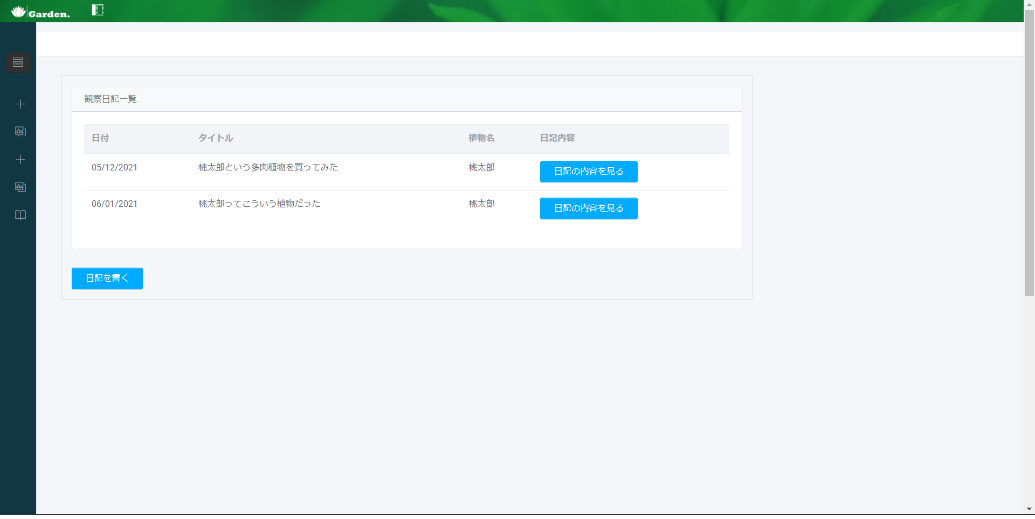 Garden.
観察日記一覧
日付 タイトル 植物名 日記内容
05/12/2021 桃太郎という多肉植物を買ってみた 桃太郎 日記の内容を見る
06/01/2021 桃太郎ってこういう植物だった 桃太郎 日記の内容を見る
日記を書く